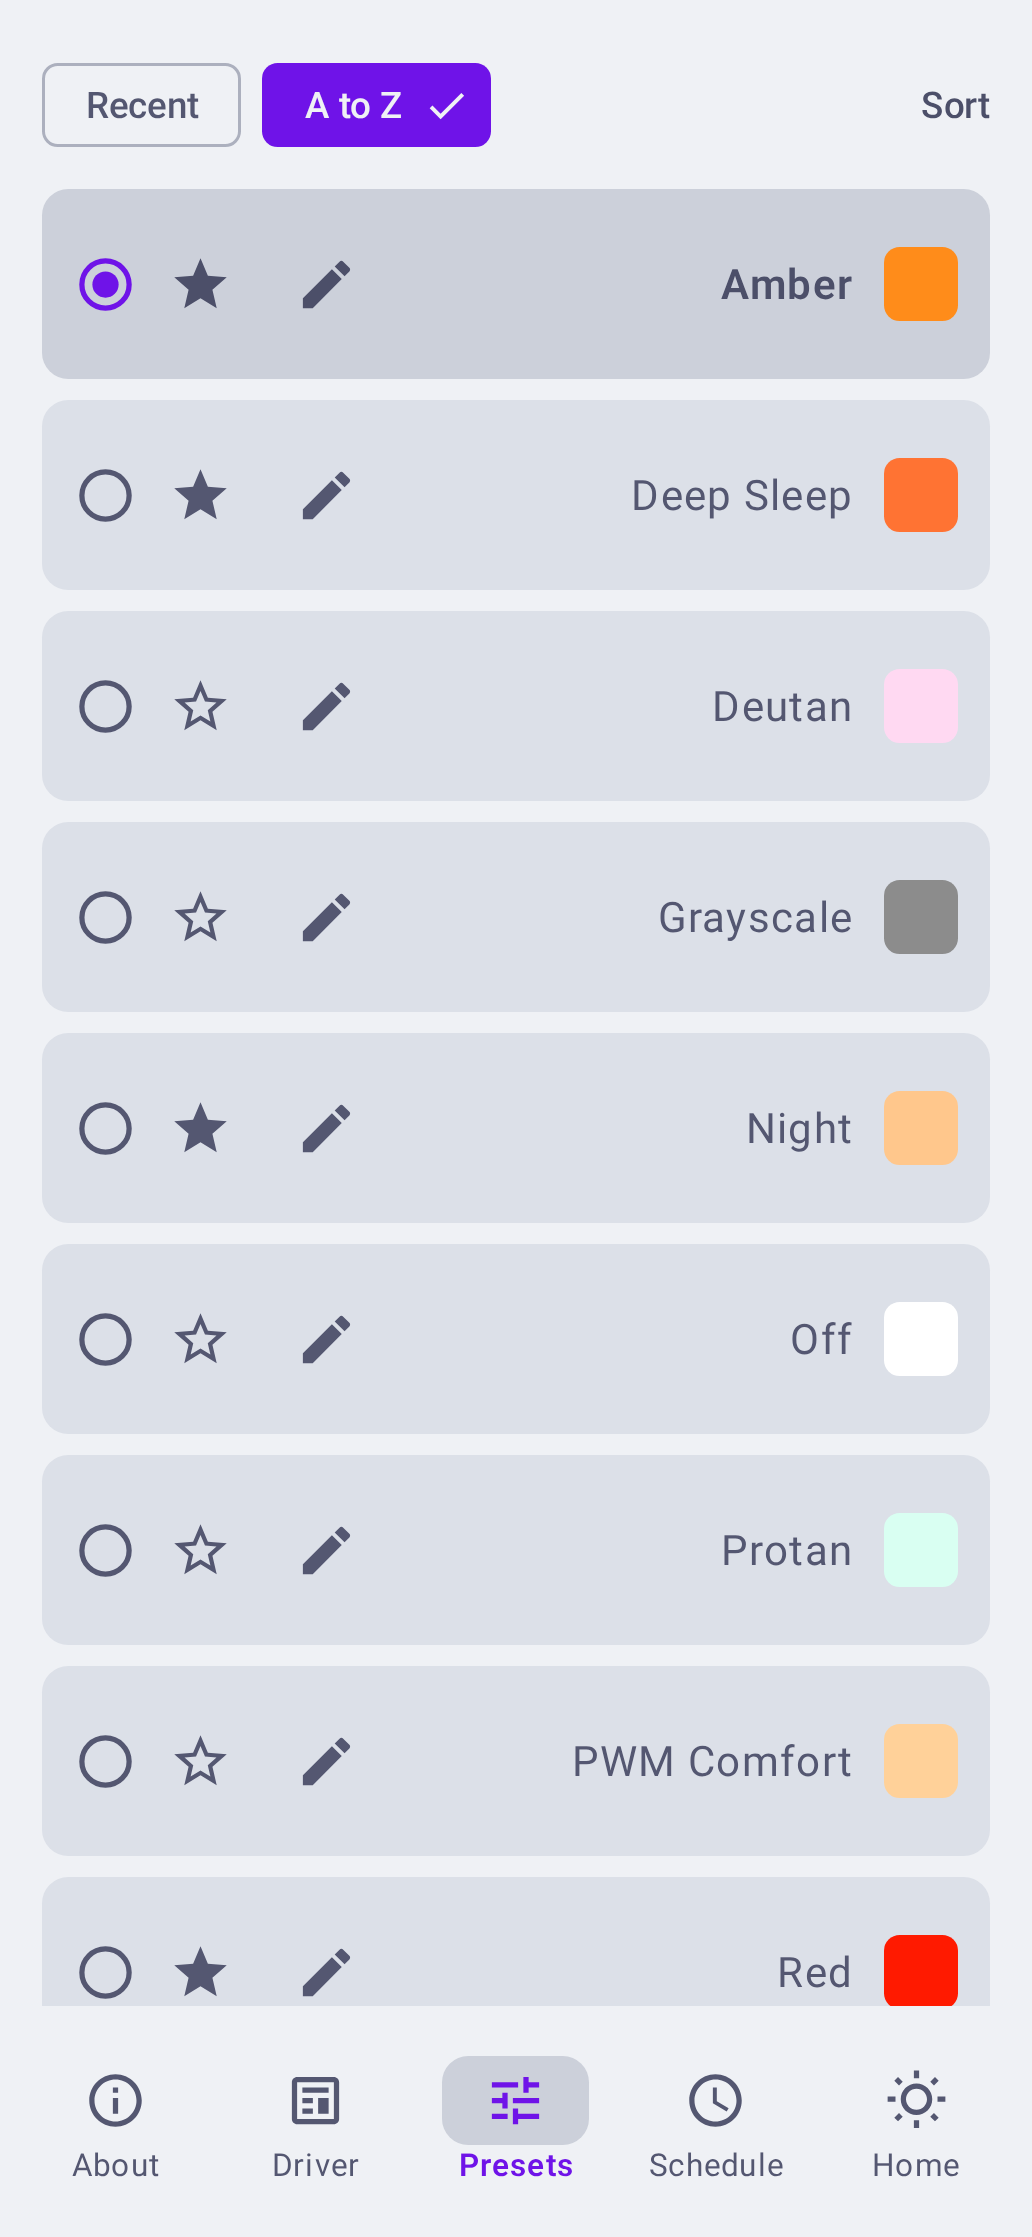 Recent
A to Z
Sort
Amber
Deep Sleep
Deutan
Grayscale
Night
Off
Protan
PWM Comfort
Red
About
Driver
Presets
Schedule
Home